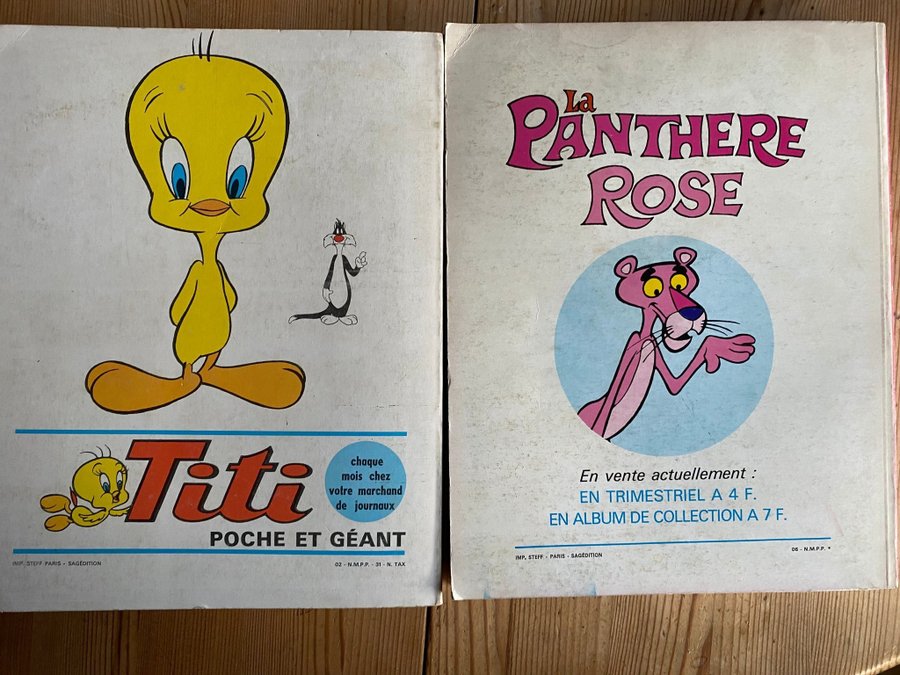 Titi
chaque
mois chez
votre marchand
de journaux
POCHE ET GÉANT
IMP. STEFF PARIS - SAGÉDITION
02 - N.M.P.P. - 31 - N. TAX
La
PANTHERE
ROSE
En vente actuellement :
EN TRIMESTRIEL A 4 F.
EN ALBUM DE COLLECTION A 7 F.
IMP. STEFF - PARIS - SAGÉDITION
06 - N.M.P.P. *